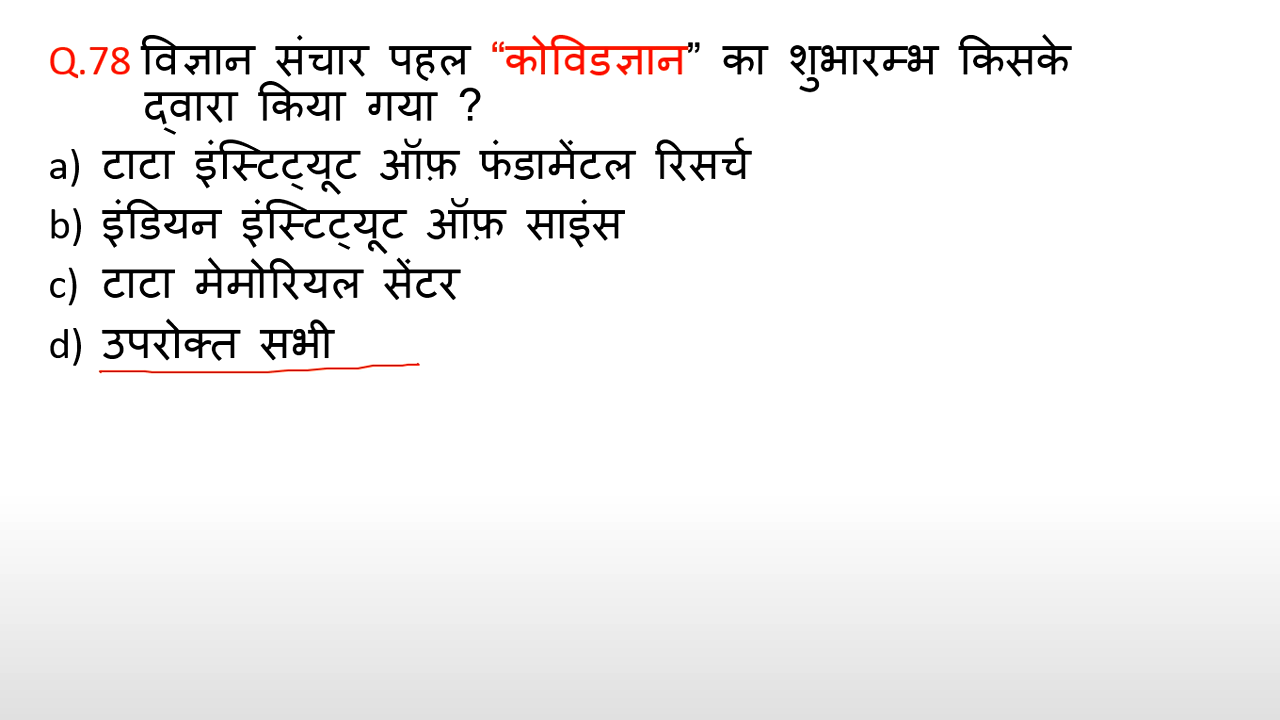 Q.78 विज्ञान संचार पहल “कोविडज्ञान” का शुभारम्भ किसके
द्वारा किया गया ?
a) टाटा इंस्टिट्यूट ऑफ़ फंडामेंटल रिसर्च
b) इंडियन इंस्टिट्यूट ऑफ़ साइंस
c) टाटा मेमोरियल सेंटर
d) उपरोक्त सभी